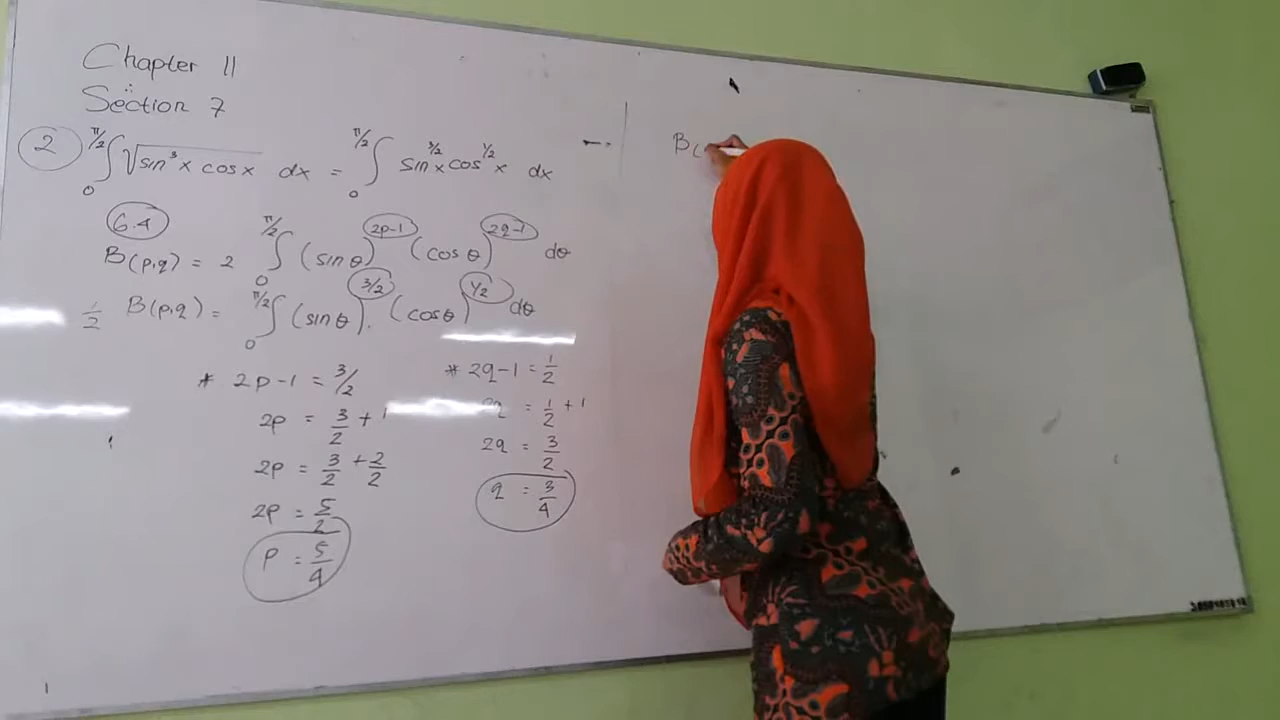 Chapter 11
Section 7
2 ∫₀^{π/2} √(sin³x cosx) dx = ∫₀^{π/2} sin^{3/2}x cos^{1/2}x dx
6.4
B(p,q) = 2 ∫₀^{π/2} (sin θ)^{2p-1} (cos θ)^{2q-1} dθ
1/2 B(p,q) = ∫₀^{π/2} (sin θ)^{3/2} . (cos θ)^{1/2} dθ
* 2p-1 = 3/2
2p = 3/2 + 1
2p = 3/2 + 2/2
2p = 5/2
p = 5/4
* 2q-1 = 1/2
= 1/2 + 1
2q = 3/2
q = 3/4
B(